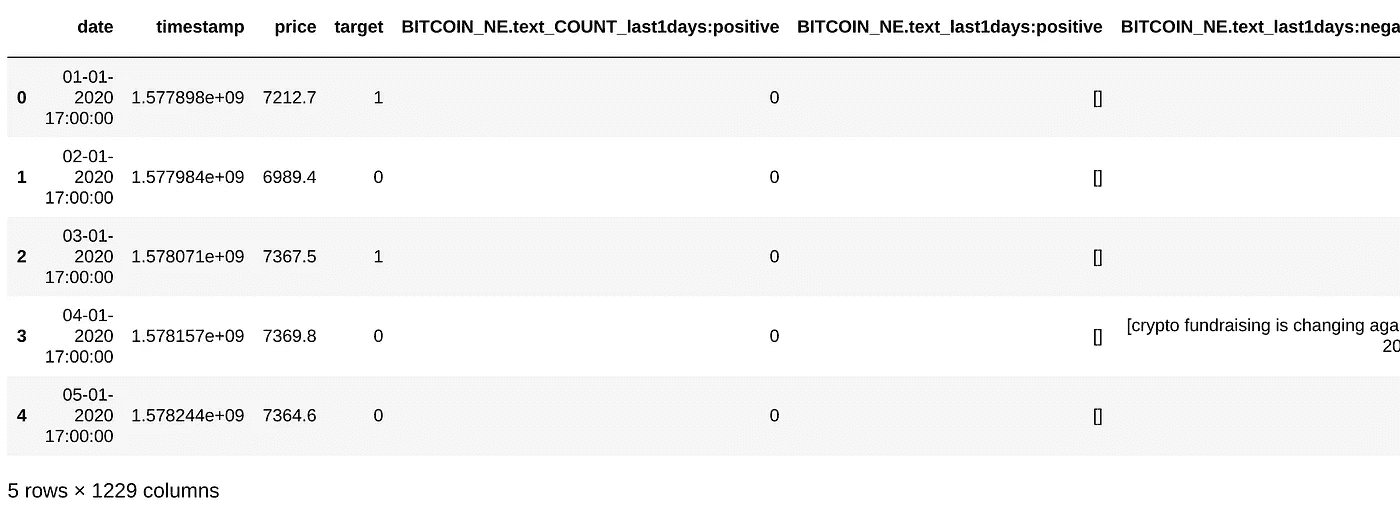 date timestamp price target BITCOIN_NE.text_COUNT_last1days:positive BITCOIN_NE.text_last1days:positive BITCOIN_NE.text_last1days:nega
01-01-
0 2020 1.577898e+09 7212.7 1 0 []
17:00:00
02-01-
1 2020 1.577984e+09 6989.4 0 0 []
17:00:00
03-01-
2 2020 1.578071e+09 7367.5 1 0 []
17:00:00
04-01-
[crypto fundraising is changing aga
3 2020 1.578157e+09 7369.8 0 0 []
20
17:00:00
05-01-
4 2020 1.578244e+09 7364.6 0 0 []
17:00:00
5 rows × 1229 columns